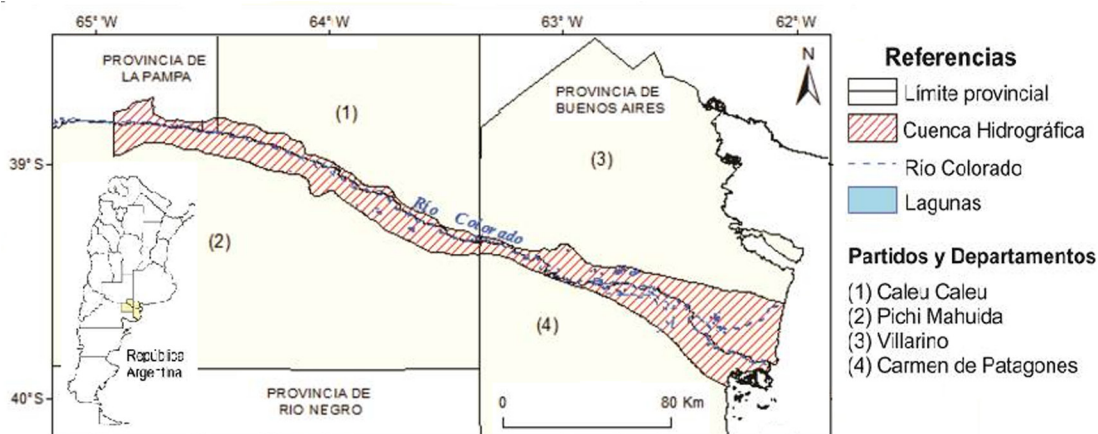 65° W
64° W
63° W
62° W
PROVINCIA DE
LA PAMPA
(1)
PROVINCIA DE
BUENOS AIRES
N
39° S
(3)
Río Colorado
(2)
(4)
República
Argentina
40° S
PROVINCIA DE
RIO NEGRO
0
80 Km
Referencias
Límite provincial
Cuenca Hidrográfica
Río Colorado
Lagunas
Partidos y Departamentos
(1) Caleu Caleu
(2) Pichi Mahuida
(3) Villarino
(4) Carmen de Patagones